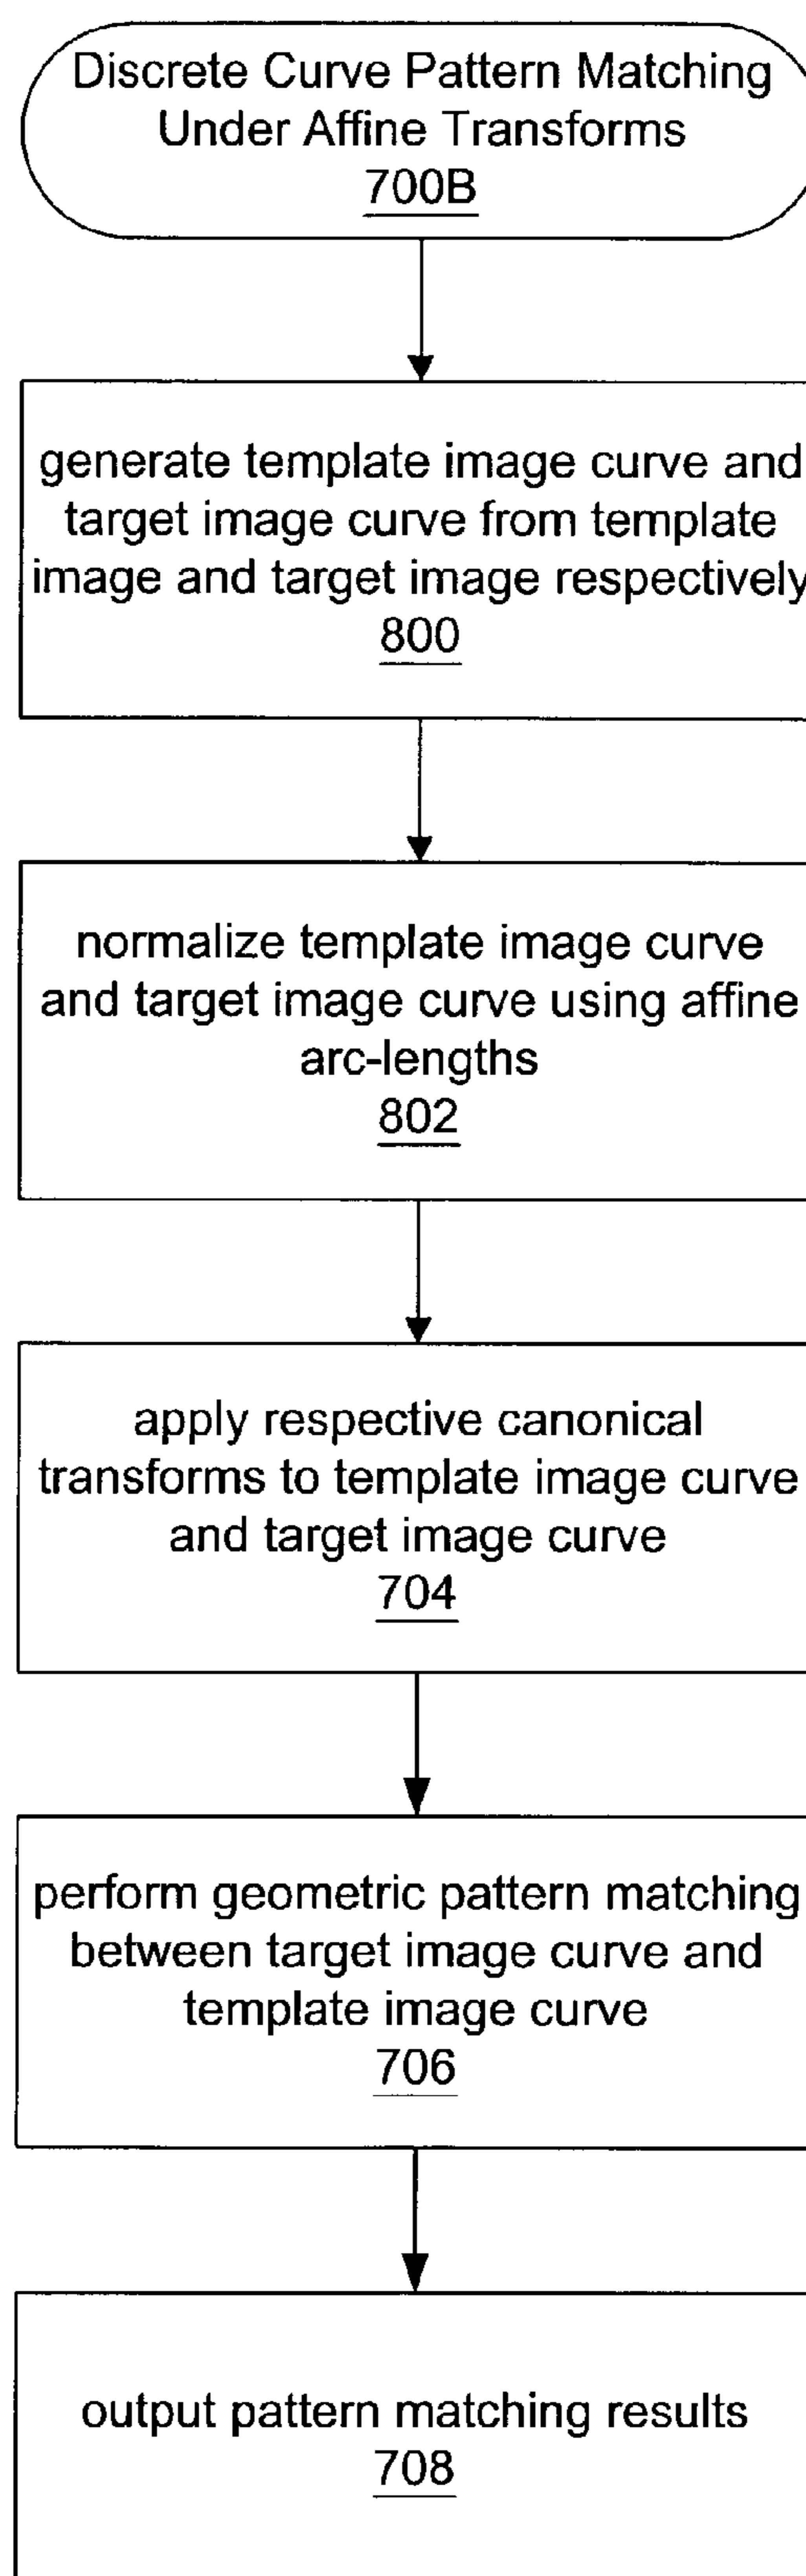 Discrete Curve Pattern Matching
Under Affine Transforms
700B
generate template image curve and
target image curve from template
image and target image respectively
800
normalize template image curve
and target image curve using affine
arc-lengths
802
apply respective canonical
transforms to template image curve
and target image curve
704
perform geometric pattern matching
between target image curve and
template image curve
706
output pattern matching results
708